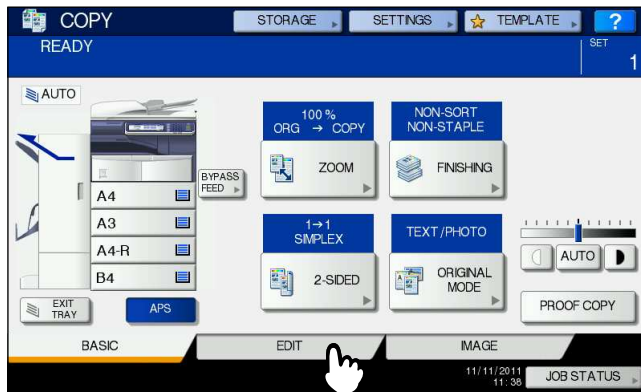 COPY
STORAGE
SETTINGS
TEMPLATE
?
READY
SET
1
AUTO
100 %
ORG → COPY
NON-SORT
NON-STAPLE
ZOOM
FINISHING
BYPASS
FEED
A4
A3
A4-R
B4
1→1
SIMPLEX
TEXT/PHOTO
2-SIDED
ORIGINAL
MODE
AUTO
EXIT
TRAY
APS
PROOF COPY
BASIC
EDIT
IMAGE
11/11/2011
11:38
JOB STATUS